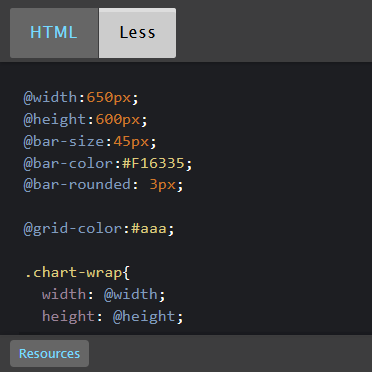 HTML Less
@width:650px;
@height:600px;
@bar-size:45px;
@bar-color:#F16335;
@bar-rounded: 3px;
@grid-color:#aaa;
.chart-wrap{
width: @width;
height: @height;
Resources